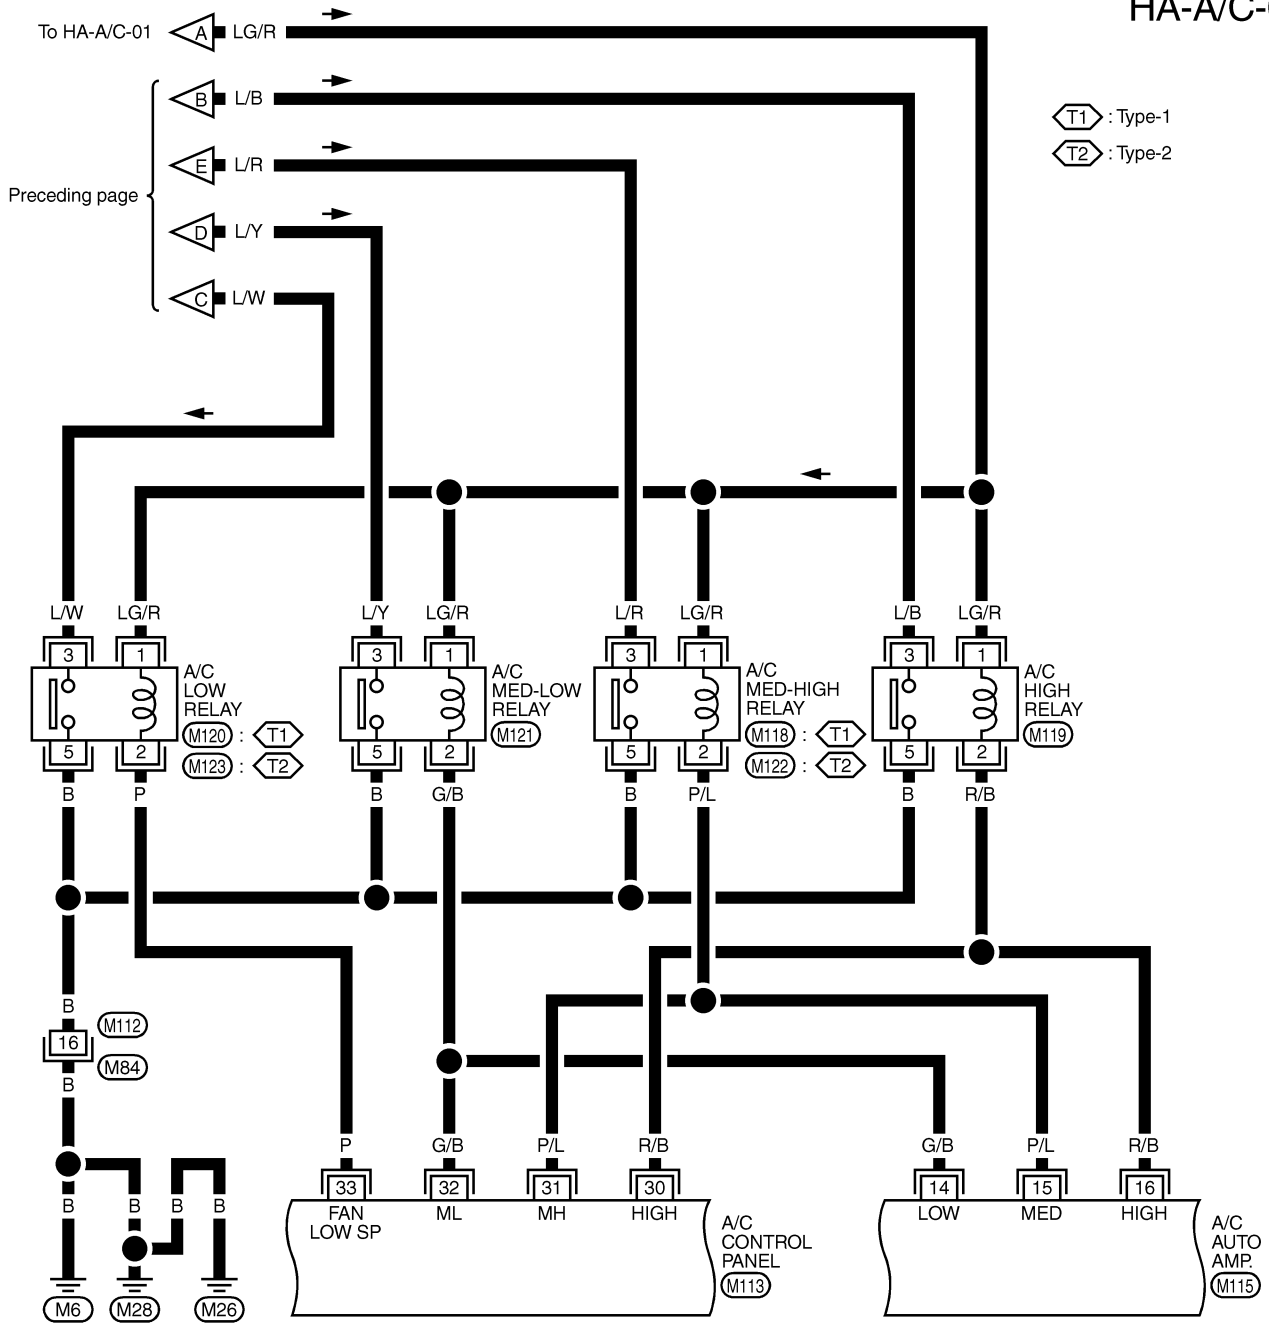 HA-A/C-0
To HA-A/C-01 A LG/R
B L/B
E L/R
Preceding page
D L/Y
C L/W
T1 : Type-1
T2 : Type-2
L/W LG/R L/Y LG/R L/R LG/R L/B LG/R
3 1 3 1 3 1 3 1
A/C
LOW
RELAY
M120 : T1
M123 : T2
A/C
MED-LOW
RELAY
M121
A/C
MED-HIGH
RELAY
M118 : T1
M122 : T2
A/C
HIGH
RELAY
M119
5 2 5 2 5 2 5 2
B P B G/B B P/L B R/B
B
M112
16
M84
B
B B B B
M6 M28 M26
P G/B P/L R/B
33 32 31 30
FAN
LOW SP
ML MH HIGH
A/C
CONTROL
PANEL
M113
G/B P/L R/B
14 15 16
LOW MED HIGH
A/C
AUTO
AMP.
M115